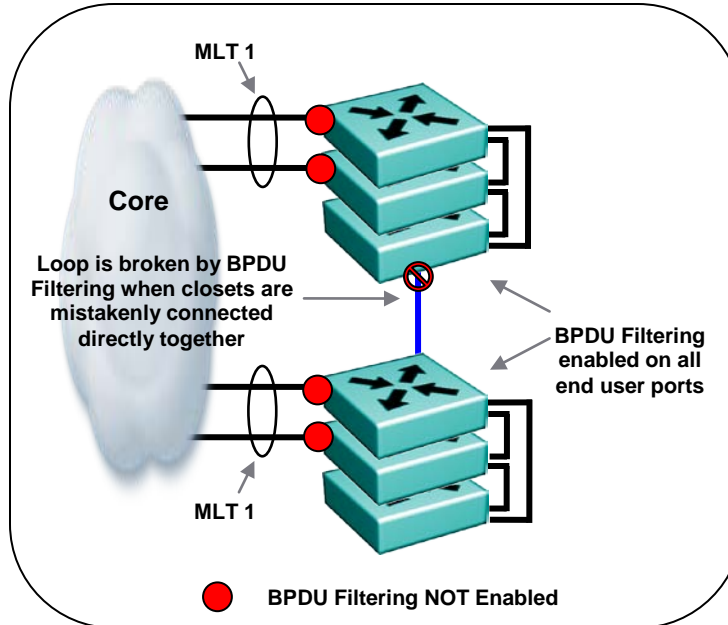 MLT 1
Core
Loop is broken by BPDU
Filtering when closets are
mistakenly connected
directly together
BPDU Filtering
enabled on all
end user ports
MLT 1
BPDU Filtering NOT Enabled